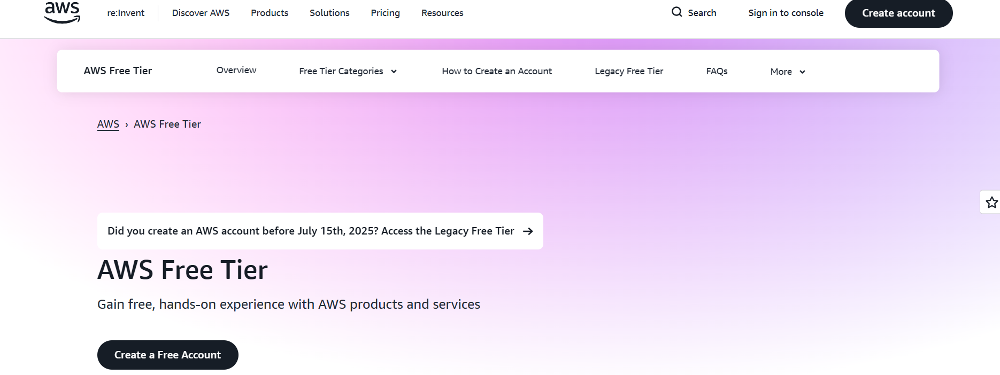 aws
re:Invent Discover AWS Products Solutions Pricing Resources Search Sign in to console Create account
AWS Free Tier Overview Free Tier Categories How to Create an Account Legacy Free Tier FAQs More
AWS › AWS Free Tier
Did you create an AWS account before July 15th, 2025? Access the Legacy Free Tier →
AWS Free Tier
Gain free, hands-on experience with AWS products and services
Create a Free Account